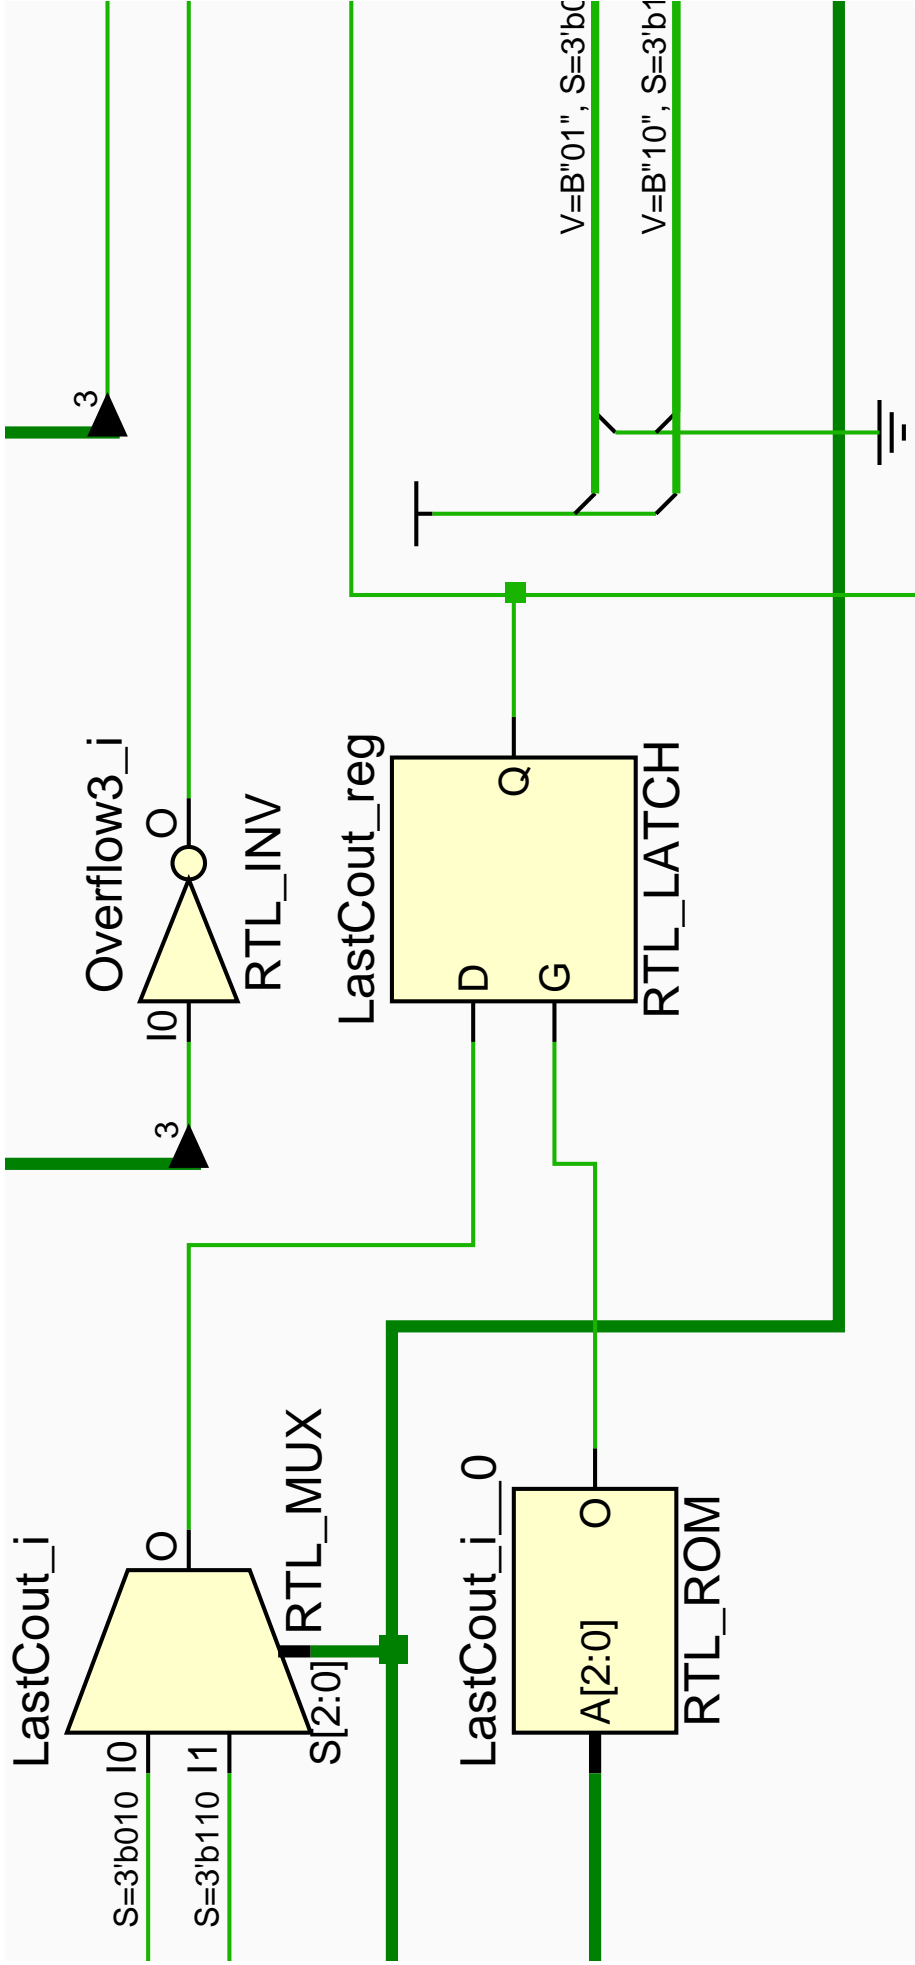 3
V=B"01", S=3'b0
V=B"10", S=3'b1
Overflow3_i
I0
O
RTL_INV
3
LastCout_reg
D
G
Q
RTL_LATCH
LastCout_i
S=3'b010
I0
S=3'b110
I1
O
S[2:0]
RTL_MUX
LastCout_i__0
A[2:0]
O
RTL_ROM